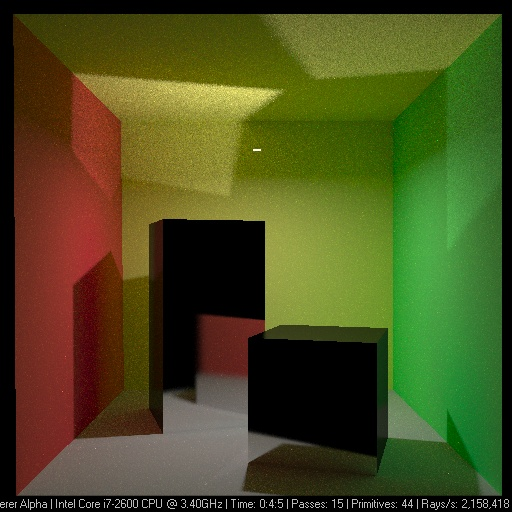 erer Alpha | Intel Core i7-2600 CPU @ 3.40GHz | Time: 0:4:5 | Passes: 15 | Primitives: 44 | Rays/s: 2,158,418